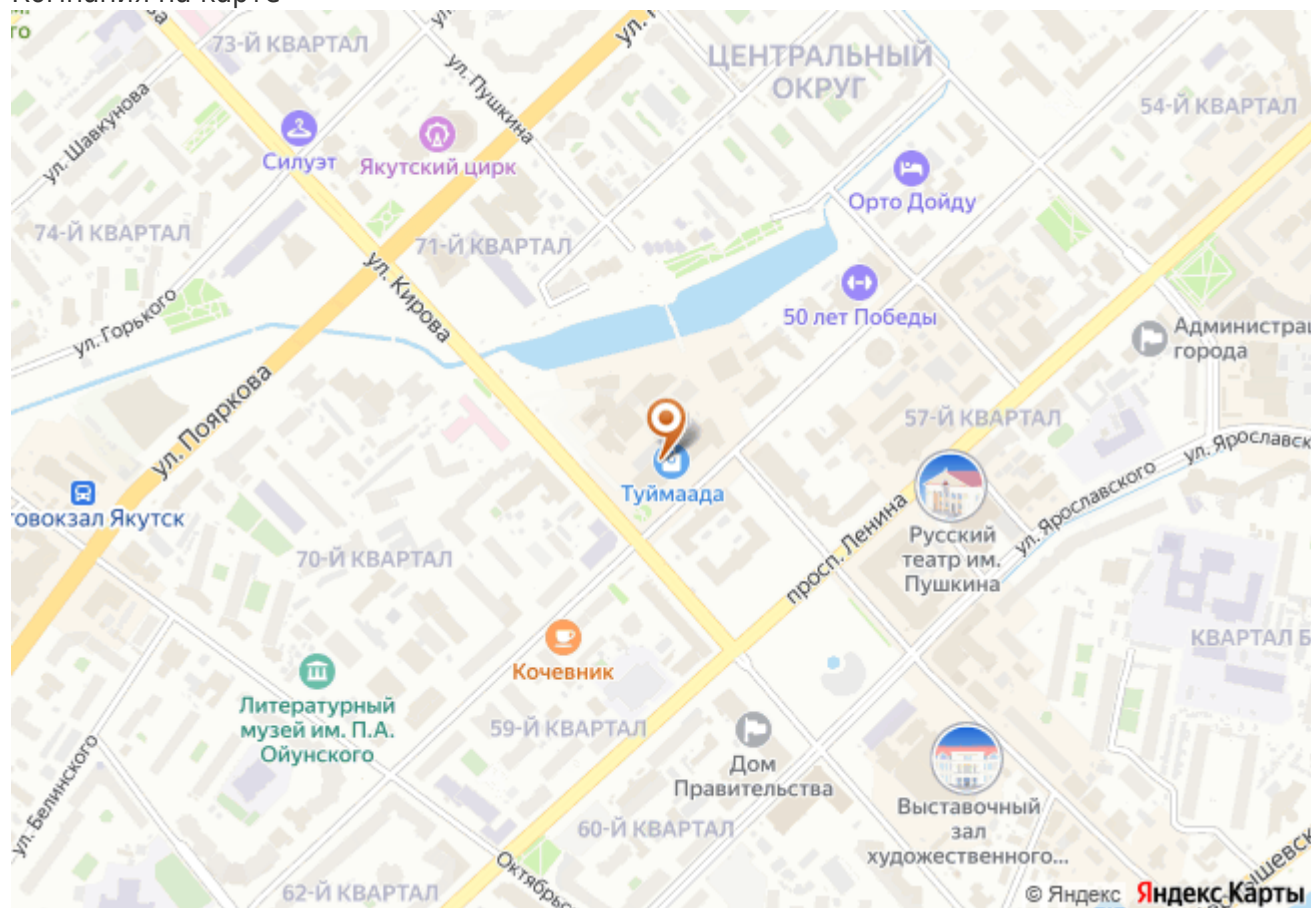 73-Й КВАРТАЛ
ЦЕНТРАЛЬНЫЙ
ОКРУГ
54-Й КВАРТАЛ
ул. Пушкина
ул. Шавкунова
Силуэт
Якутский цирк
Орто Дойду
74-Й КВАРТАЛ
71-Й КВАРТАЛ
ул. Кирова
ул. Горького
50 лет Победы
Администрац
города
ул. Пояркова
57-Й КВАРТАЛ
ул. Ярославск
Туймаада
овокзал Якутск
ул. Ярославского
просп. Ленина
Русский
театр им.
Пушкина
70-Й КВАРТАЛ
КВАРТАЛ Б
Кочевник
Литературный
музей им. П.А.
Ойунского
59-Й КВАРТАЛ
Дом
Правительства
ул. Белинского
Выставочный
зал
художественного...
60-Й КВАРТАЛ
Октябрьс
62-Й КВАРТАЛ
© Яндекс Яндекс Карты